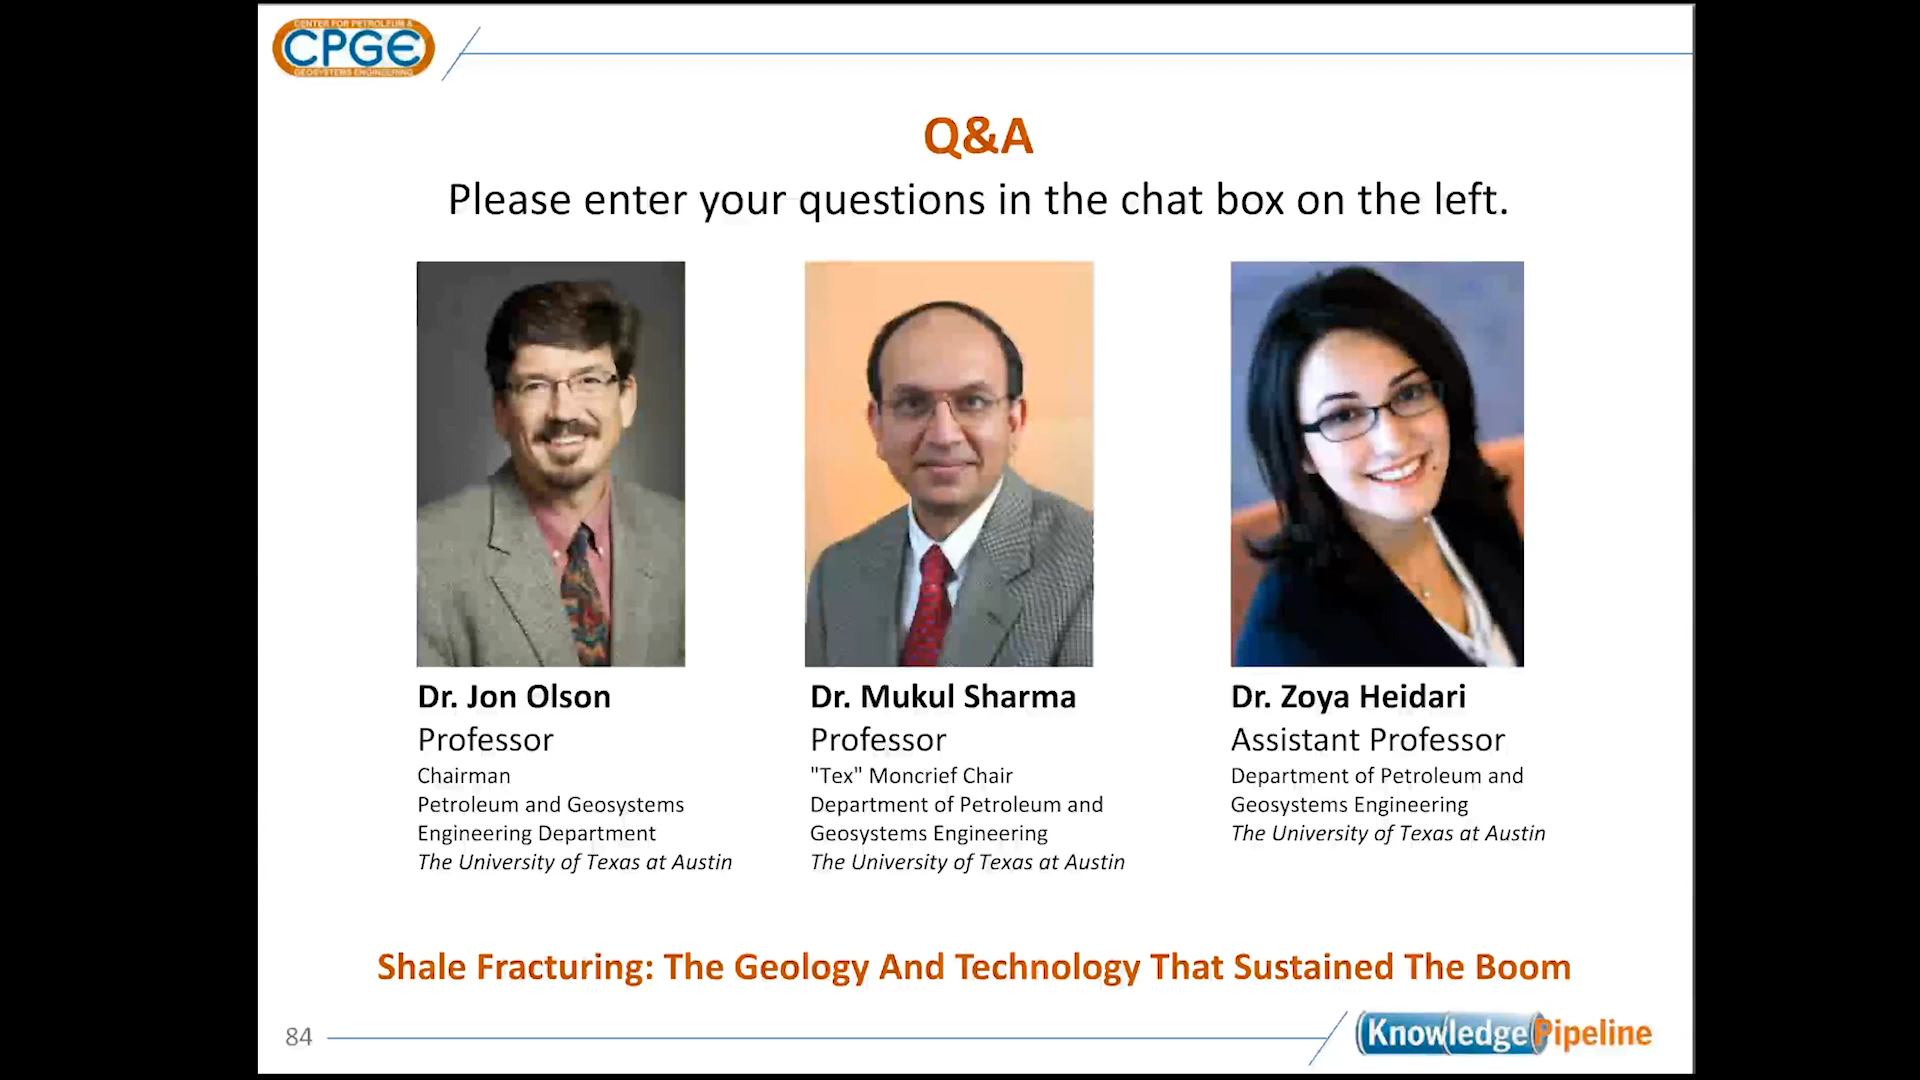 CENTER FOR PETROLEUM &
CPGE
GEOSYSTEMS ENGINEERING
Q&A
Please enter your questions in the chat box on the left.
Dr. Jon Olson
Professor
Chairman
Petroleum and Geosystems
Engineering Department
The University of Texas at Austin
Dr. Mukul Sharma
Professor
"Tex" Moncrief Chair
Department of Petroleum and
Geosystems Engineering
The University of Texas at Austin
Dr. Zoya Heidari
Assistant Professor
Department of Petroleum and
Geosystems Engineering
The University of Texas at Austin
Shale Fracturing: The Geology And Technology That Sustained The Boom
84
Knowledge Pipeline